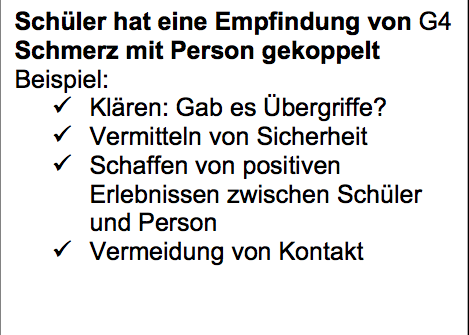 Schüler hat eine Empfindung von G4
Schmerz mit Person gekoppelt
Beispiel:
✓ Klären: Gab es Übergriffe?
✓ Vermitteln von Sicherheit
✓ Schaffen von positiven
Erlebnissen zwischen Schüler
und Person
✓ Vermeidung von Kontakt